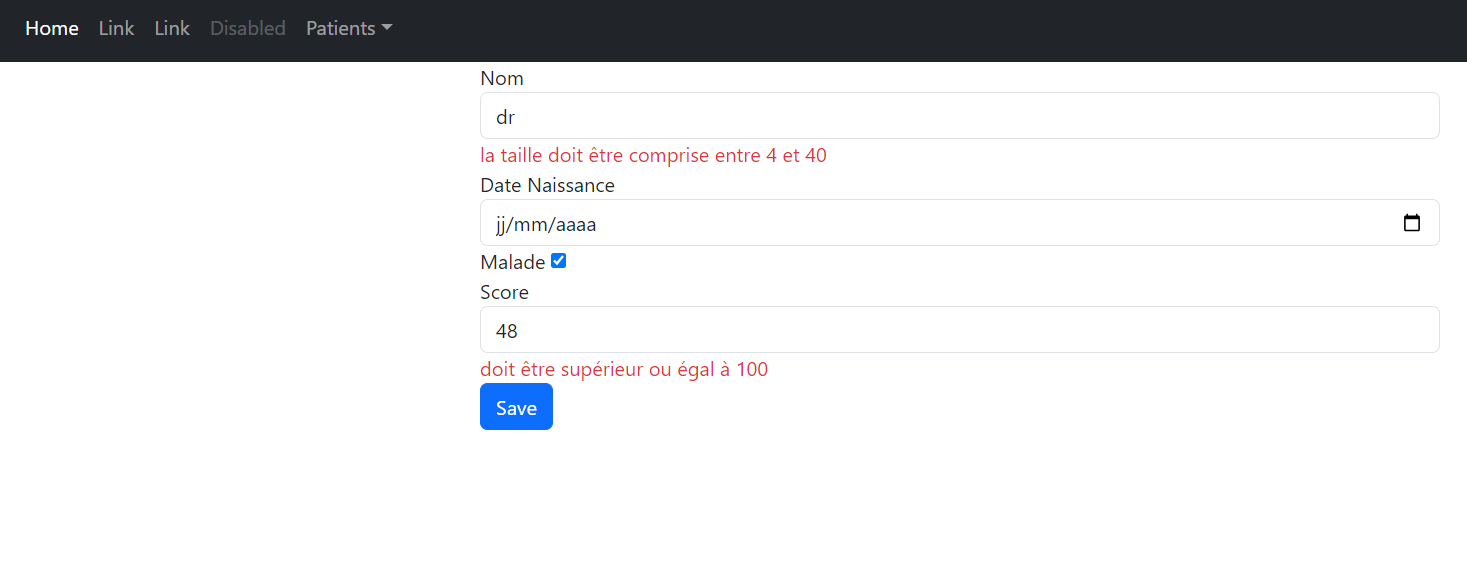 Home Link Link Disabled Patients
Nom
dr
la taille doit être comprise entre 4 et 40
Date Naissance
jj/mm/aaaa
Malade
Score
48
doit être supérieur ou égal à 100
Save